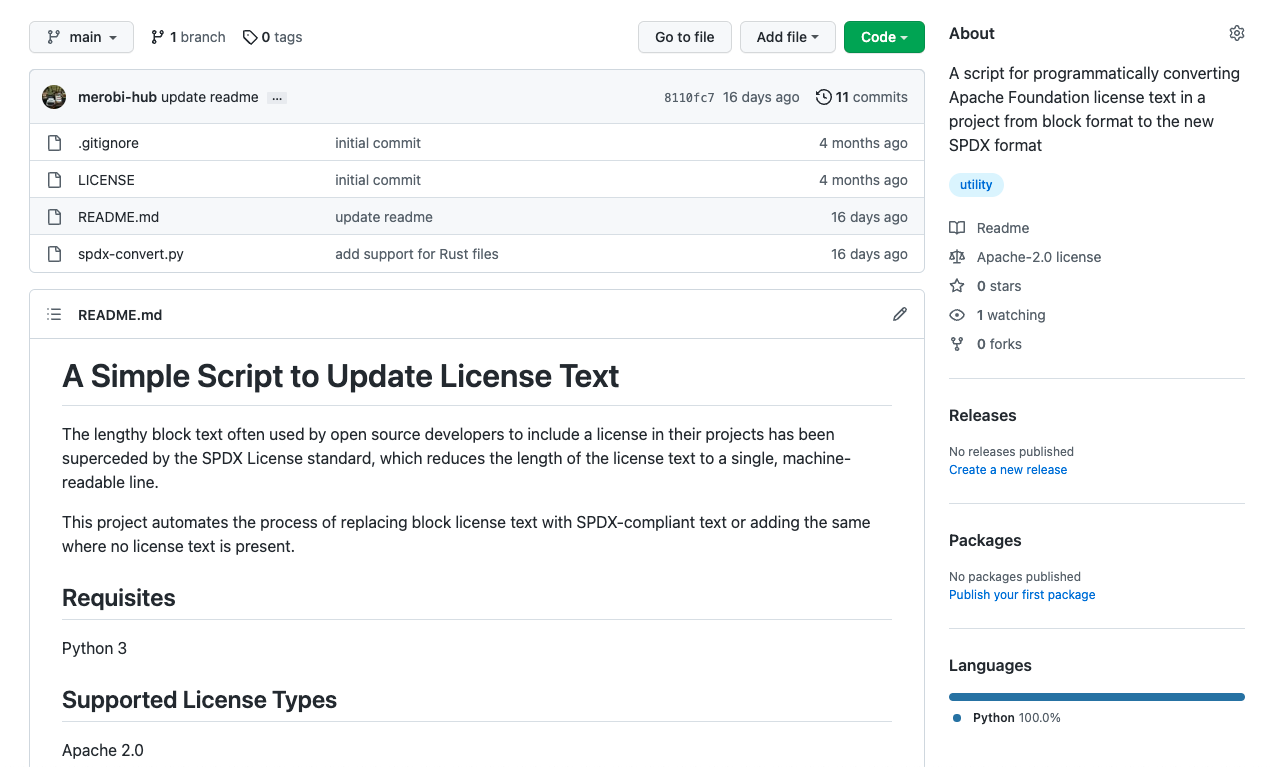 main
1 branch
0 tags
Go to file
Add file
Code
merobi-hub update readme ...
8110fc7 16 days ago
11 commits
.gitignore initial commit 4 months ago
LICENSE initial commit 4 months ago
README.md update readme 16 days ago
spdx-convert.py add support for Rust files 16 days ago
README.md
A Simple Script to Update License Text
The lengthy block text often used by open source developers to include a license in their projects has been
superceded by the SPDX License standard, which reduces the length of the license text to a single, machine-
readable line.
This project automates the process of replacing block license text with SPDX-compliant text or adding the same
where no license text is present.
Requisites
Python 3
Supported License Types
Apache 2.0
About
A script for programmatically converting
Apache Foundation license text in a
project from block format to the new
SPDX format
utility
Readme
Apache-2.0 license
0 stars
1 watching
0 forks
Releases
No releases published
Create a new release
Packages
No packages published
Publish your first package
Languages
Python 100.0%